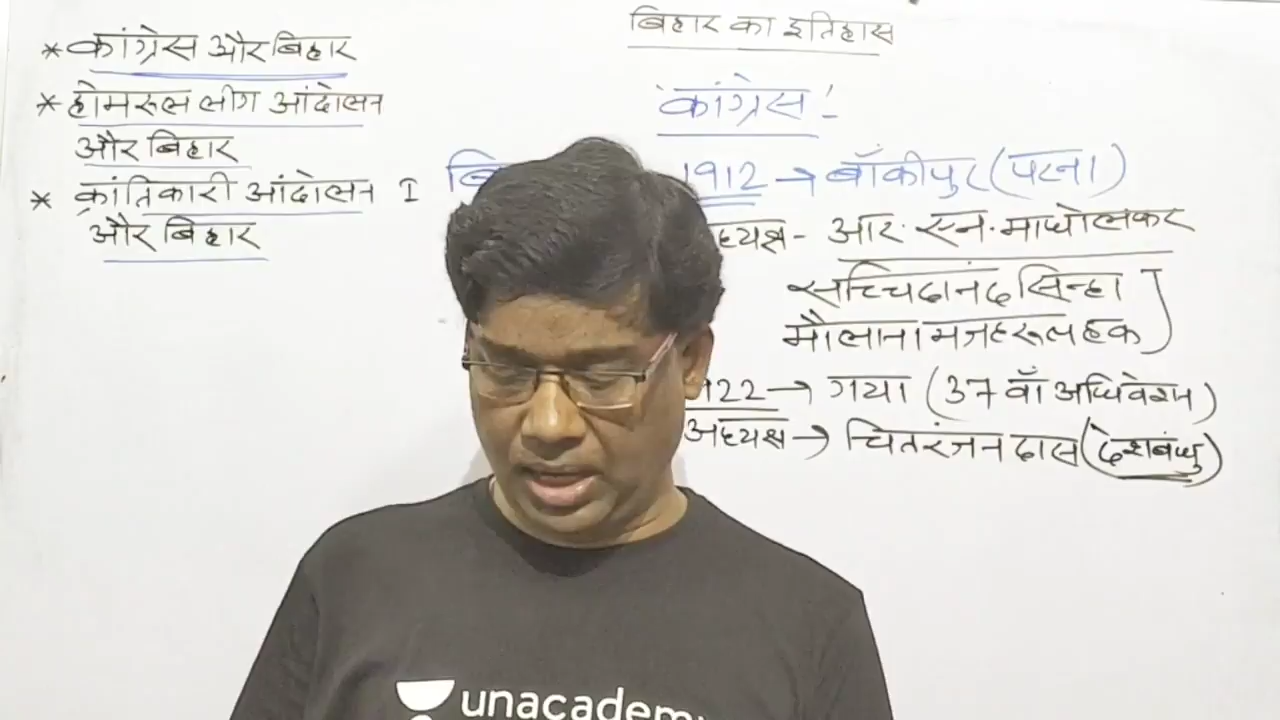 बिहार का इतिहास
* कांग्रेस और बिहार
* होमरूल लीग आंदोलन
और बिहार
* क्रांतिकारी आंदोलन I
और बिहार
'कांग्रेस'
1912 → बाँकीपुर (पटना)
आर. एन. माधोलकर
सच्चिदानंद सिन्हा
मौलाना मजहरूल हक
→ गया (37 वाँ अधिवेशन)
अध्यक्ष → चितरंजन दास (देशबंधु)
unacademy